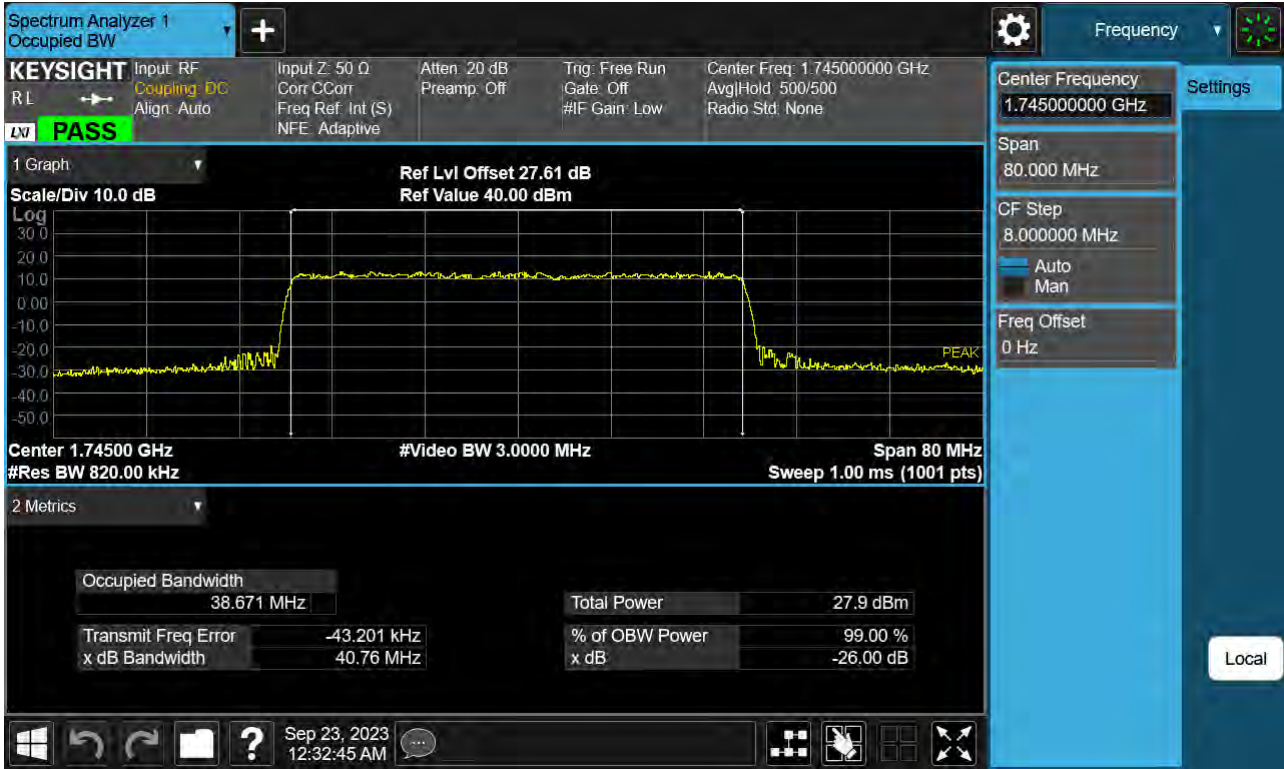 Spectrum Analyzer 1
Occupied BW
+
Frequency
KEYSIGHT
Input: RF
Coupling: DC
Align: Auto
Input Z: 50 Ω
Corr CCorr
Freq Ref: Int (S)
NFE: Adaptive
Atten: 20 dB
Preamp: Off
Trig: Free Run
Gate: Off
#IF Gain: Low
Center Freq: 1.745000000 GHz
Avg|Hold: 500/500
Radio Std: None
R L
LXI
PASS
Center Frequency
1.745000000 GHz
Settings
Span
80.000 MHz
CF Step
8.000000 MHz
Auto
Man
Freq Offset
0 Hz
1 Graph
Scale/Div 10.0 dB
Ref Lvl Offset 27.61 dB
Ref Value 40.00 dBm
Log
30.0
20.0
10.0
0.00
-10.0
-20.0
-30.0
-40.0
-50.0
PEAK
Center 1.74500 GHz
#Video BW 3.0000 MHz
Span 80 MHz
#Res BW 820.00 kHz
Sweep 1.00 ms (1001 pts)
2 Metrics
Occupied Bandwidth
38.671 MHz
Total Power 27.9 dBm
Transmit Freq Error -43.201 kHz
% of OBW Power 99.00 %
x dB Bandwidth 40.76 MHz
x dB -26.00 dB
Local
?
Sep 23, 2023
12:32:45 AM